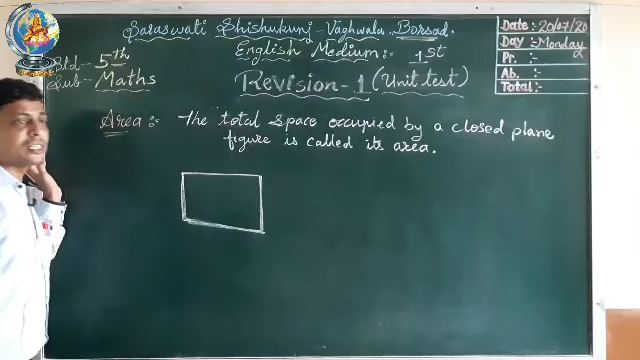 Saraswati Shishukunj - Vaghwala, Borsad.
Std - 5th
English Medium:- 1st
Sub - Maths
Revision - 1 (Unit test)
Date :- 20/07/20
Day :- Monday
Pr. :-
Ab. :-
Total:-
Area :- The total space occupied by a closed plane
figure is called its area.